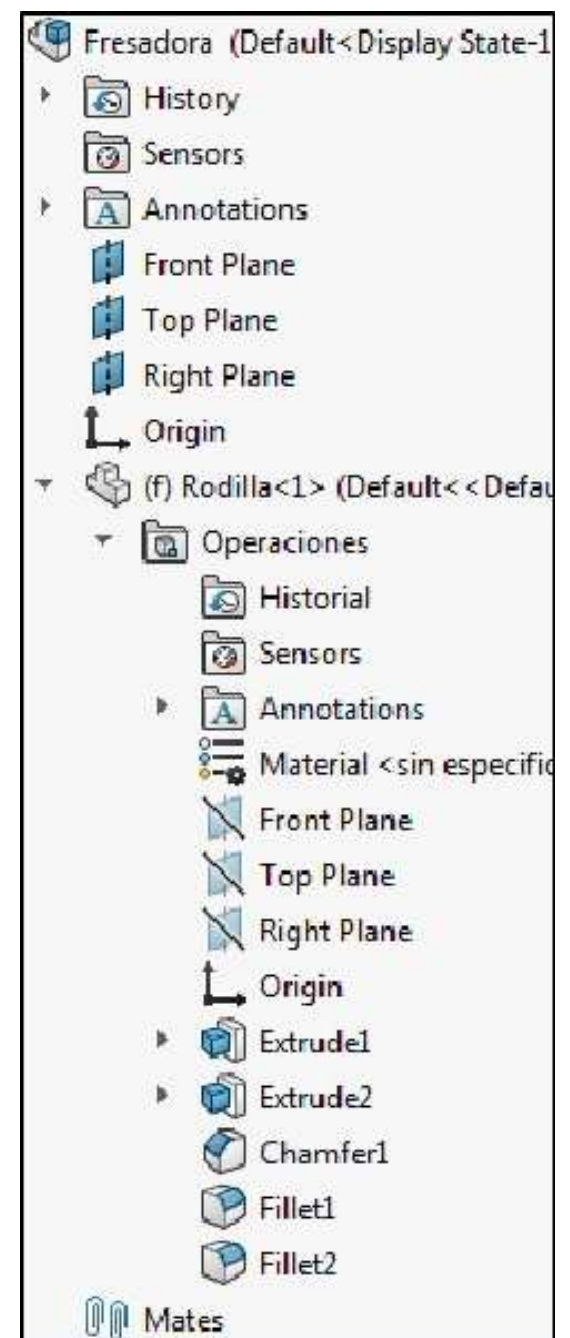 Fresadora (Default<Display State-1
History
Sensors
A Annotations
Front Plane
Top Plane
Right Plane
Origin
(f) Rodilla<1> (Default<<Defau
Operaciones
Historial
Sensors
A Annotations
Material <sin especific
Front Plane
Top Plane
Right Plane
Origin
Extrude1
Extrude2
Chamfer1
Fillet1
Fillet2
Mates